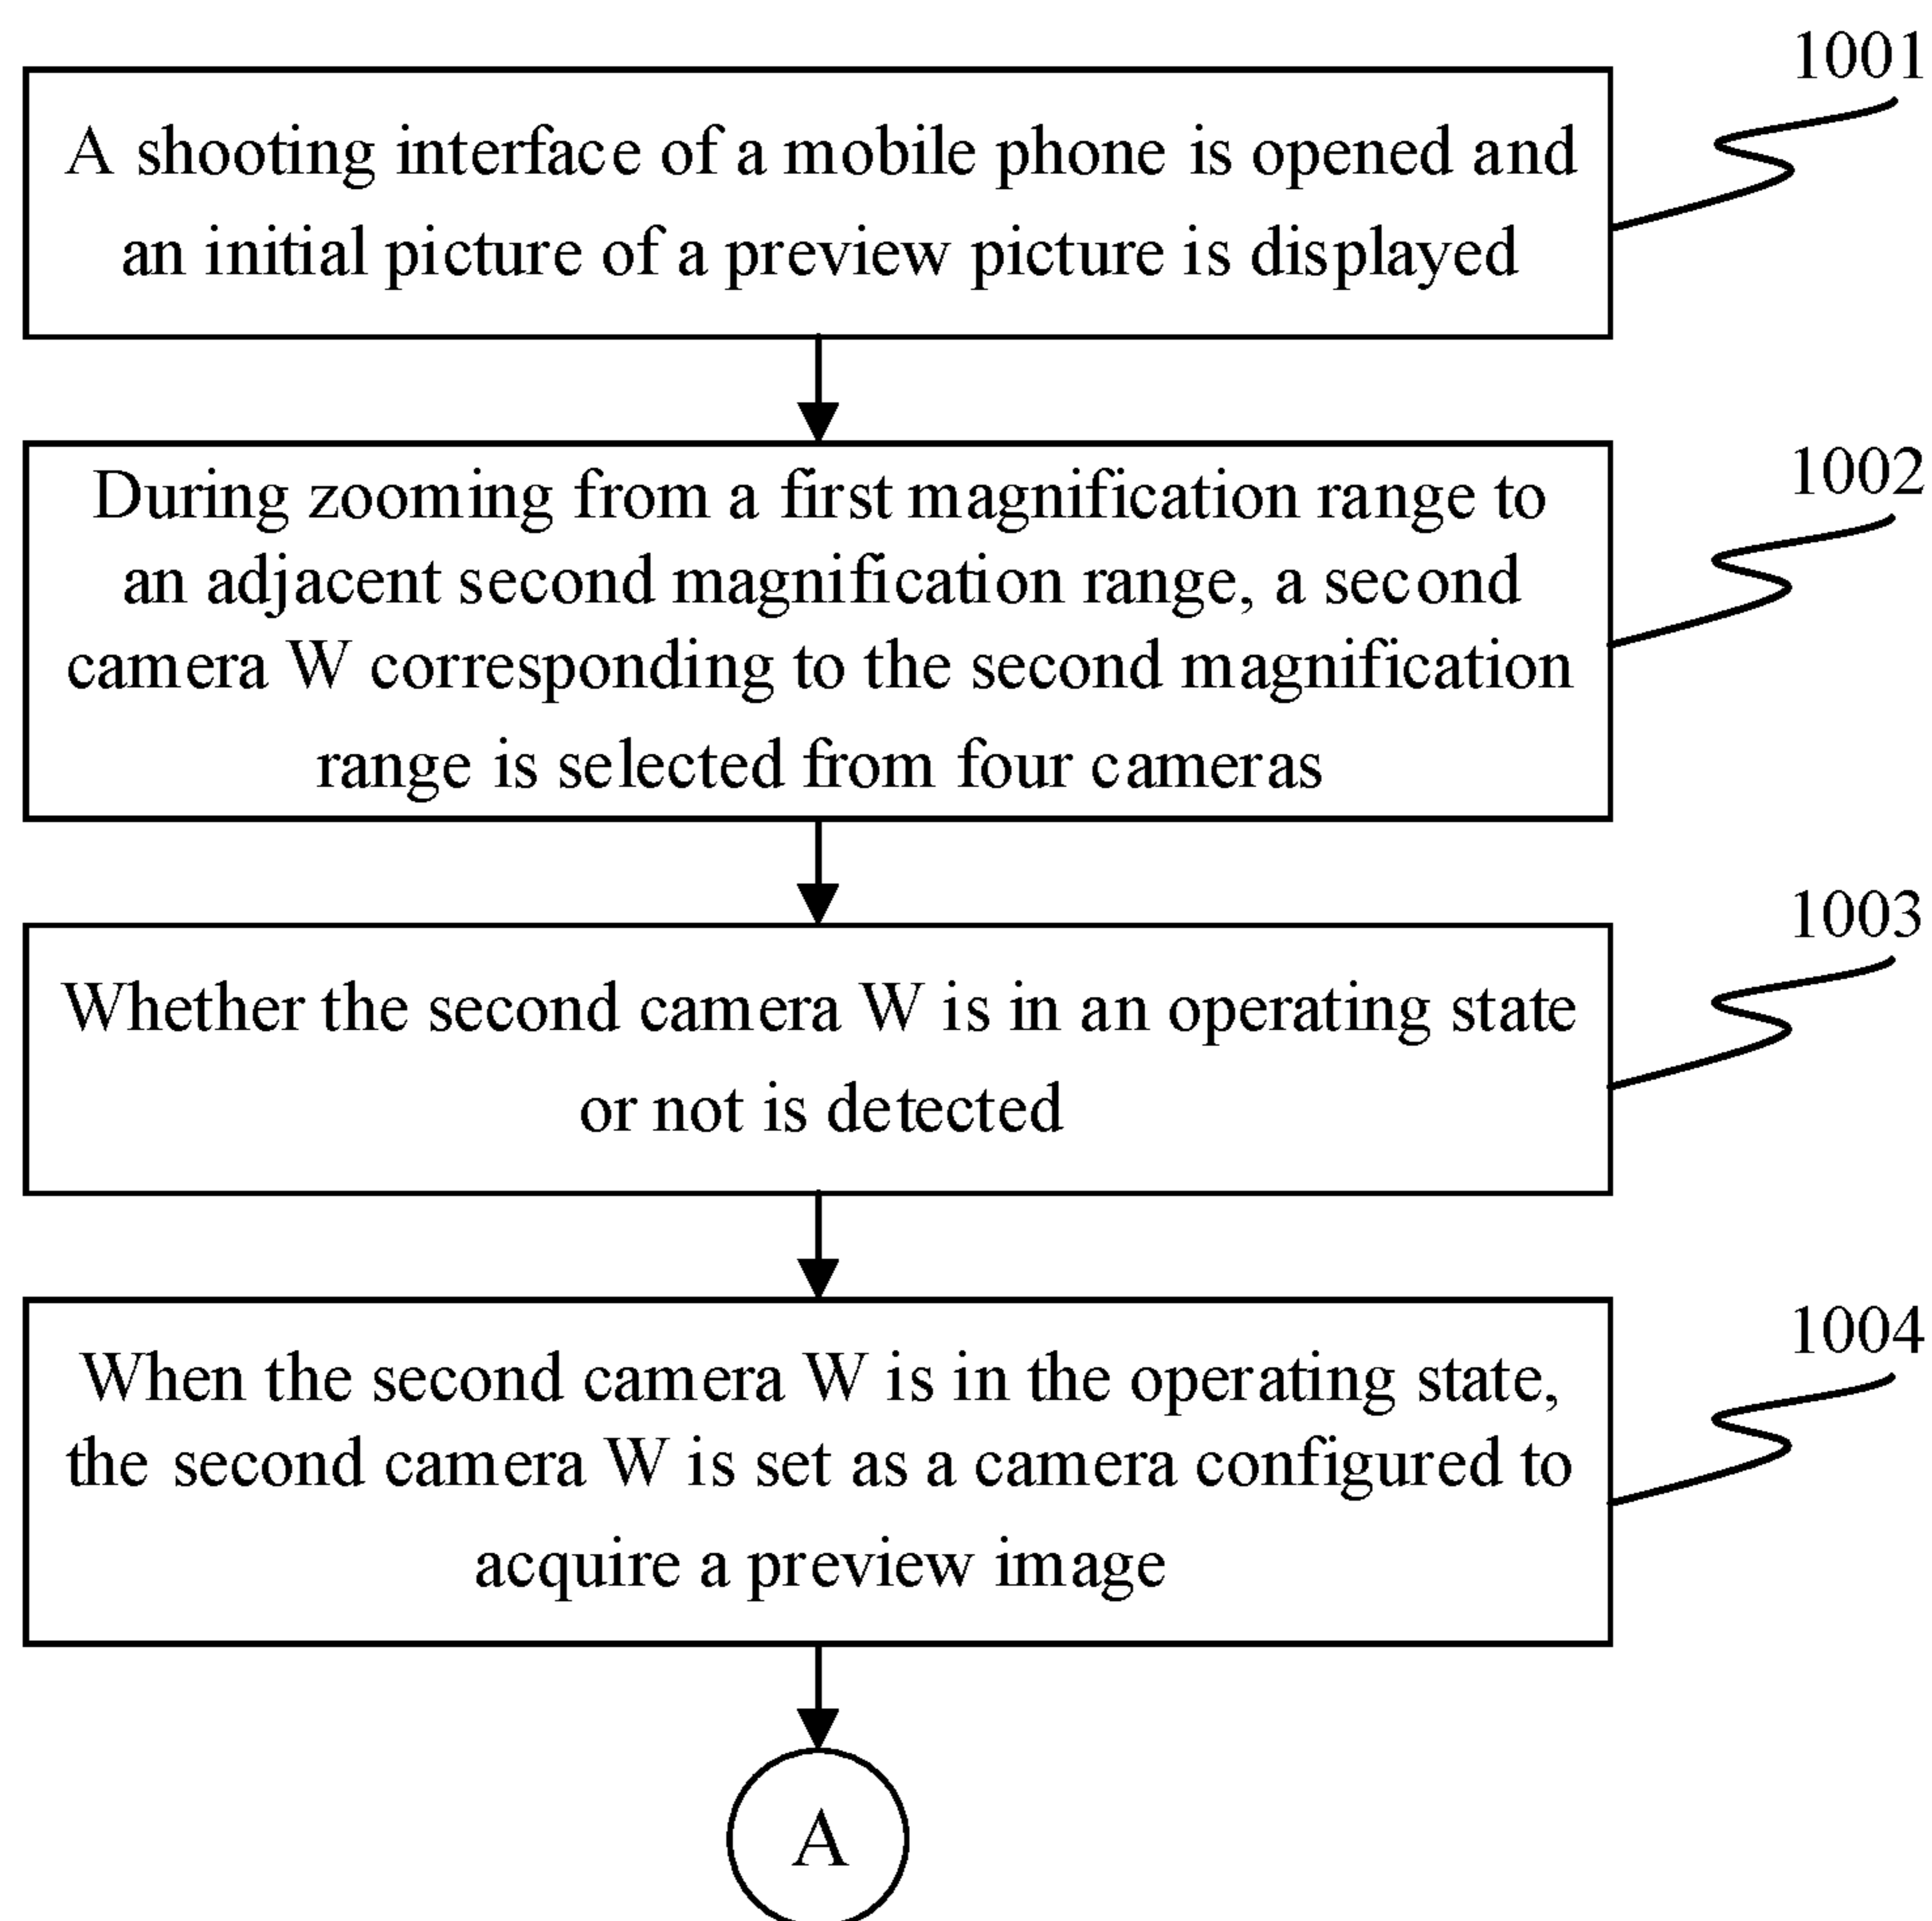 1001
A shooting interface of a mobile phone is opened and
an initial picture of a preview picture is displayed
1002
During zooming from a first magnification range to
an adjacent second magnification range, a second
camera W corresponding to the second magnification
range is selected from four cameras
1003
Whether the second camera W is in an operating state
or not is detected
1004
When the second camera W is in the operating state,
the second camera W is set as a camera configured to
acquire a preview image
A